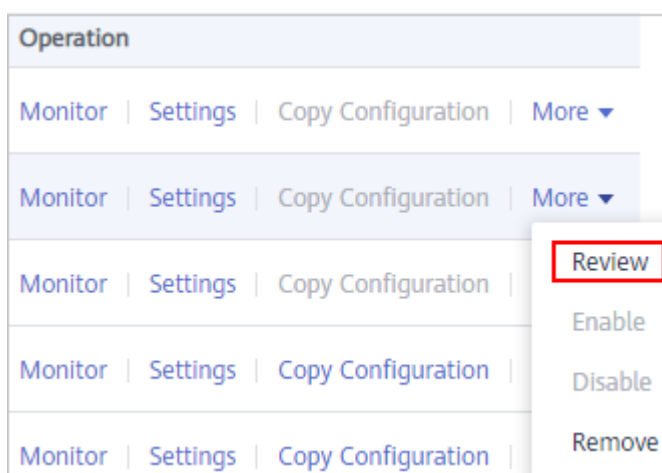 Operation
Monitor | Settings | Copy Configuration | More
Monitor | Settings | Copy Configuration | More
Review
Monitor | Settings | Copy Configuration |
Enable
Monitor | Settings | Copy Configuration |
Disable
Remove
Monitor | Settings | Copy Configuration |